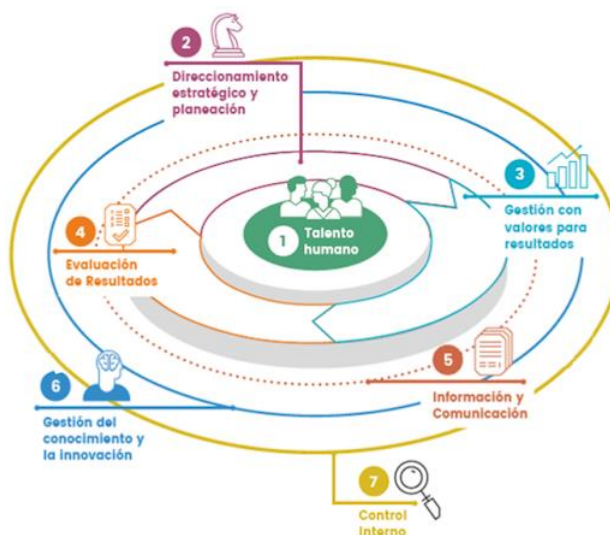 2
Direccionamiento
estratégico y
planeación
3
Gestión con
valores para
resultados
1
Talento
humano
4
Evaluación
de Resultados
5
Información y
Comunicación
6
Gestión del
conocimiento y
la innovación
7
Control
Interno